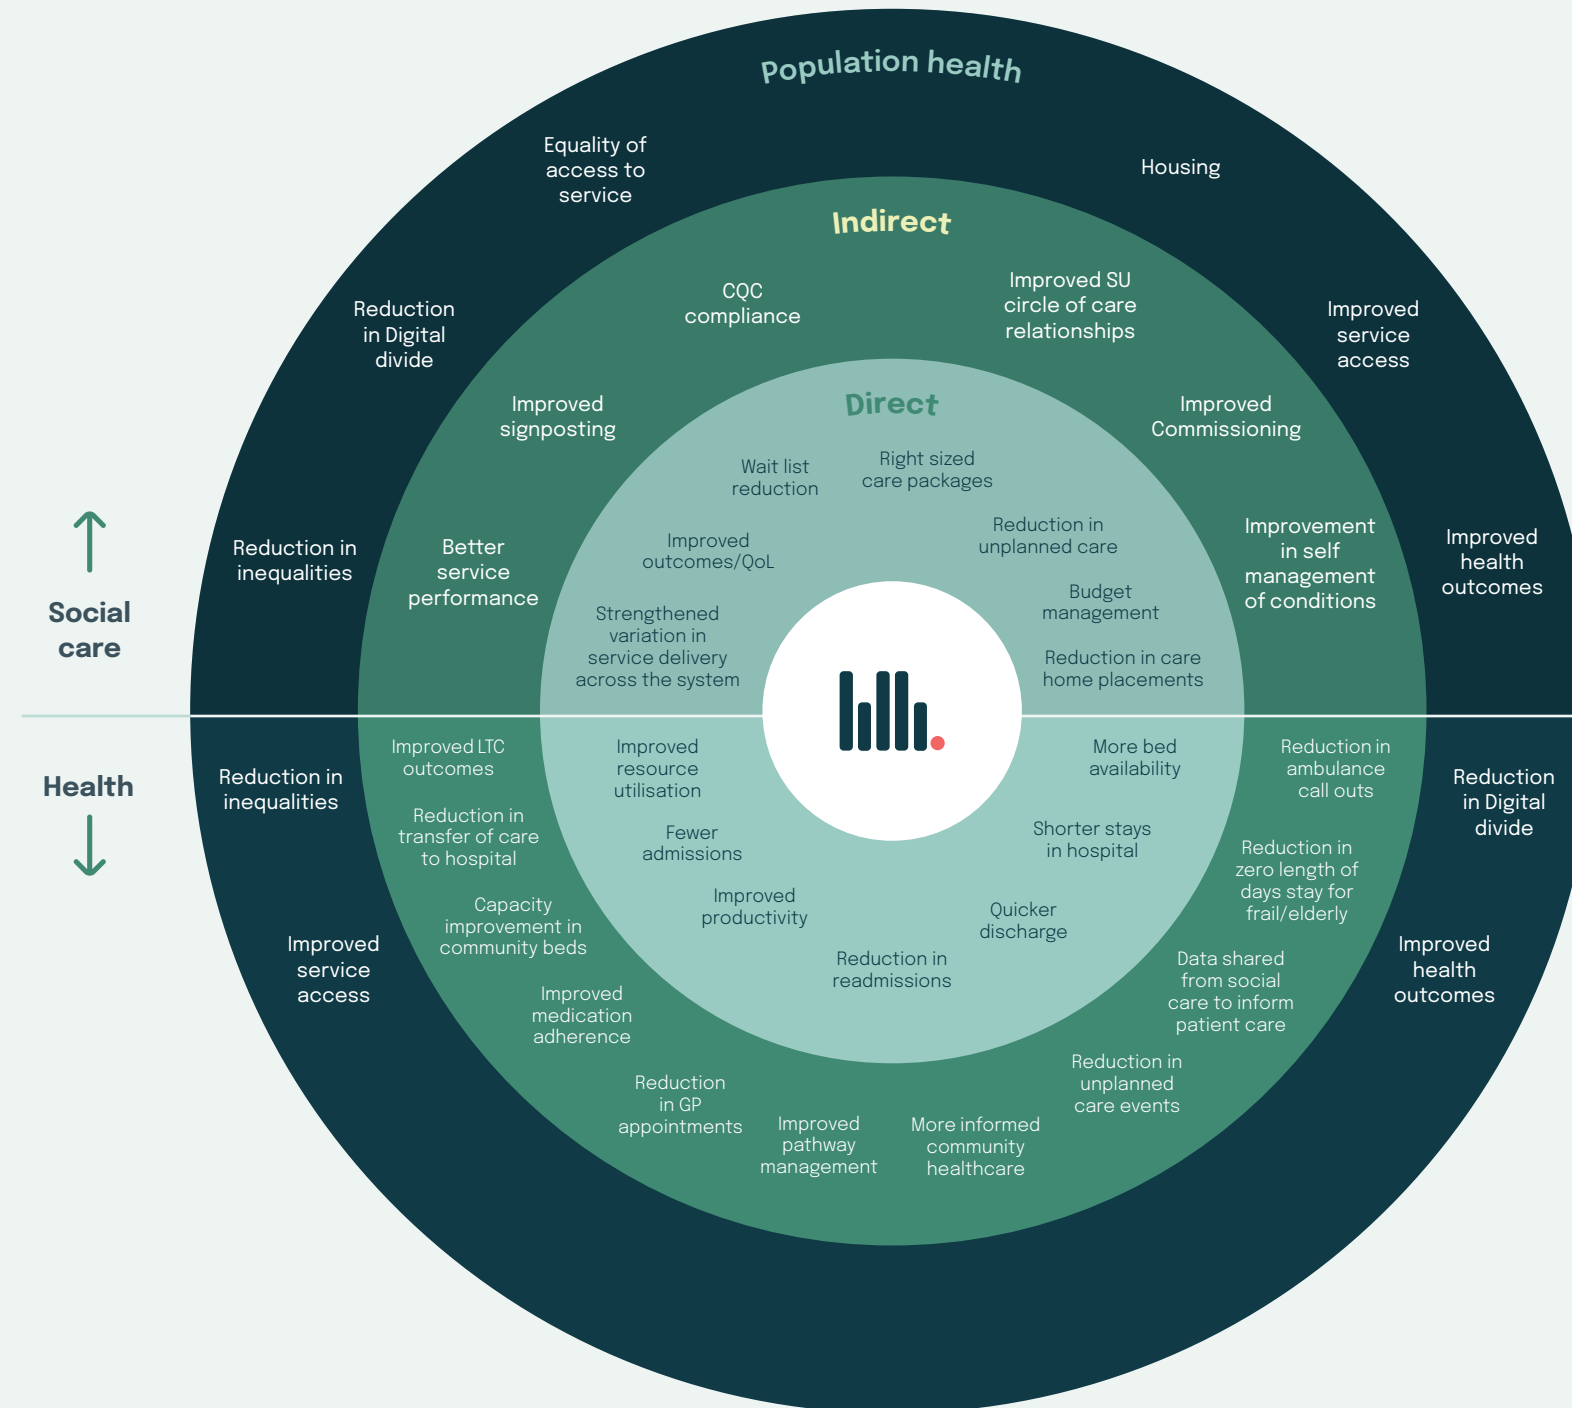 Population health
Equality of
access to
service
Housing
Reduction
in Digital
divide
Improved
service
access
Reduction in
inequalities
Improved
health
outcomes
Indirect
CQC
compliance
Improved SU
circle of care
relationships
Improved
signposting
Improved
Commissioning
Better
service
performance
Improvement
in self
management
of conditions
Direct
Wait list
reduction
Right sized
care packages
Improved
outcomes/QoL
Reduction in
unplanned care
Strengthened
variation in
service delivery
across the system
Budget
management
Reduction in care
home placements
Social
care
Health
Improved
resource
utilisation
More bed
availability
Fewer
admissions
Shorter stays
in hospital
Improved
productivity
Quicker
discharge
Reduction in
readmissions
Improved LTC
outcomes
Reduction in
ambulance
call outs
Reduction in
transfer of care
to hospital
Reduction in
zero length of
days stay for
frail/elderly
Capacity
improvement in
community beds
Data shared
from social
care to inform
patient care
Improved
medication
adherence
Reduction in
unplanned
care events
Reduction
in GP
appointments
Improved
pathway
management
More informed
community
healthcare
Reduction in
inequalities
Reduction
in Digital
divide
Improved
service
access
Improved
health
outcomes